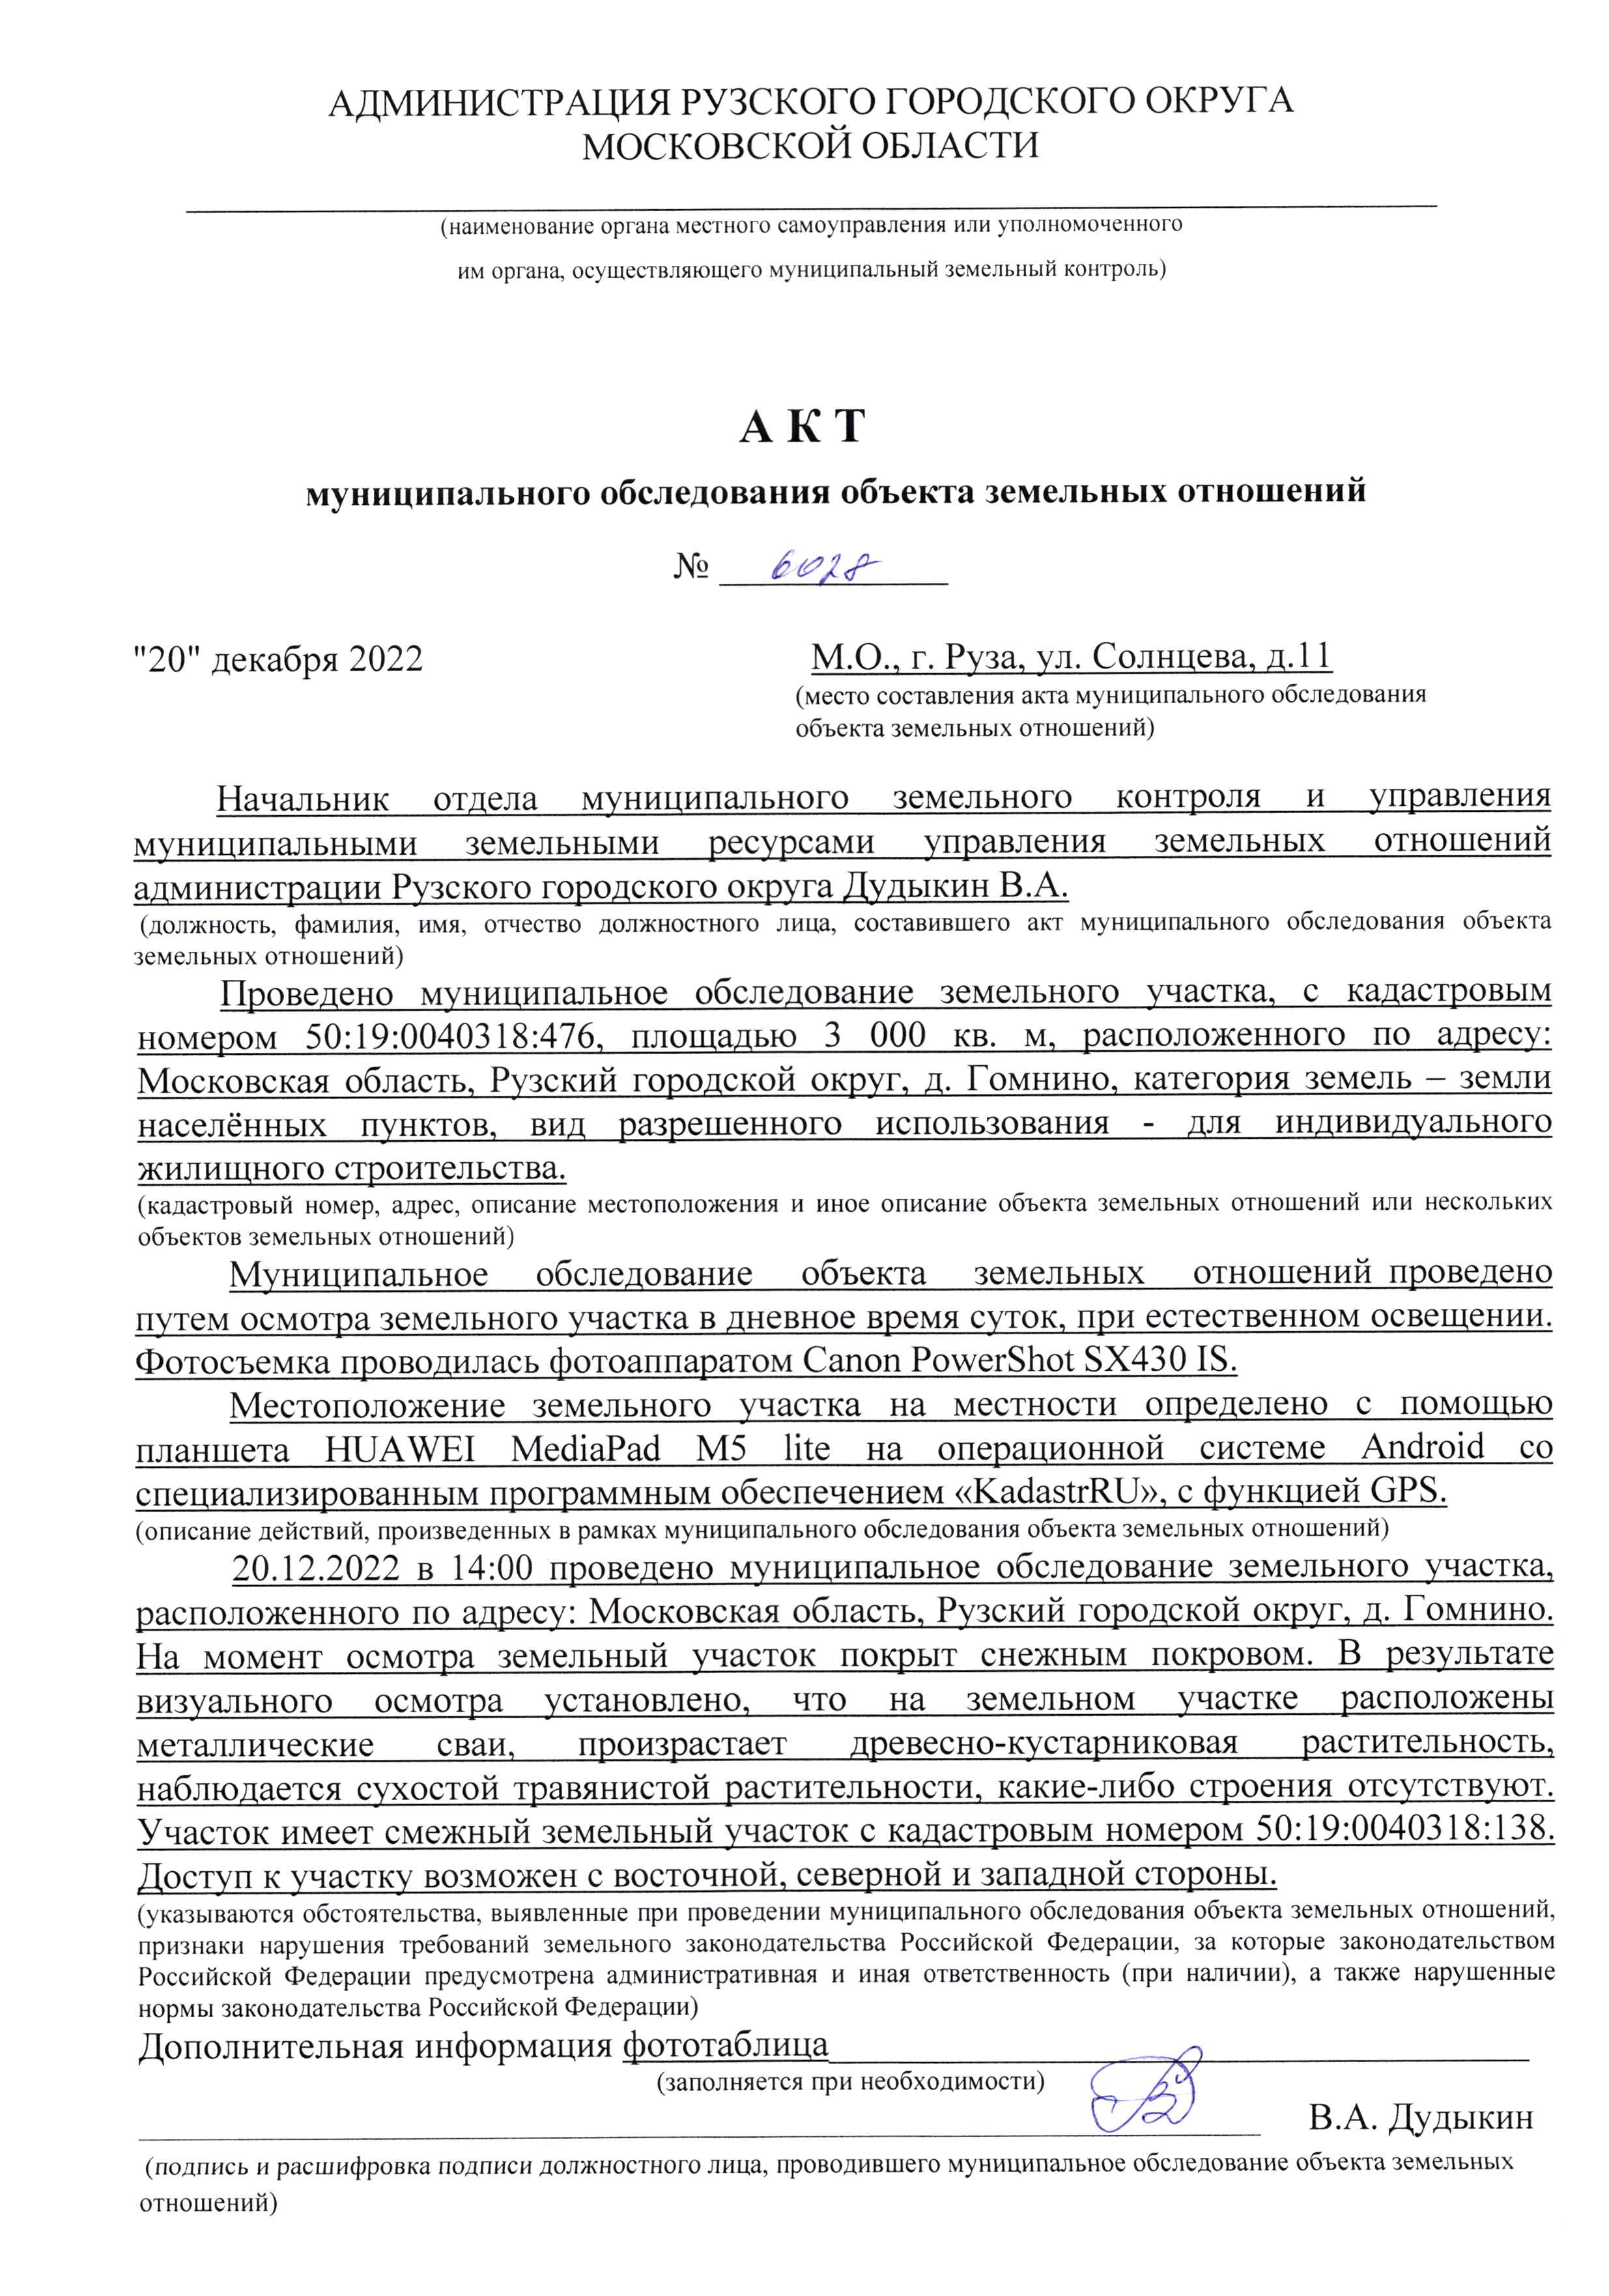 АДМИНИСТРАЦИЯ РУЗСКОГО ГОРОДСКОГО ОКРУГА
МОСКОВСКОЙ ОБЛАСТИ
(наименование органа местного самоуправления или уполномоченного
им органа, осуществляющего муниципальный земельный контроль)
А К Т
муниципального обследования объекта земельных отношений
№ 6028
"20" декабря 2022
М.О., г. Руза, ул. Солнцева, д.11
(место составления акта муниципального обследования
объекта земельных отношений)
Начальник отдела муниципального земельного контроля и управления
муниципальными земельными ресурсами управления земельных отношений
администрации Рузского городского округа Дудыкин В.А.
(должность, фамилия, имя, отчество должностного лица, составившего акт муниципального обследования объекта
земельных отношений)
Проведено муниципальное обследование земельного участка, с кадастровым
номером 50:19:0040318:476, площадью 3 000 кв. м, расположенного по адресу:
Московская область, Рузский городской округ, д. Гомнино, категория земель – земли
населённых пунктов, вид разрешенного использования - для индивидуального
жилищного строительства.
(кадастровый номер, адрес, описание местоположения и иное описание объекта земельных отношений или нескольких
объектов земельных отношений)
Муниципальное обследование объекта земельных отношений проведено
путем осмотра земельного участка в дневное время суток, при естественном освещении.
Фотосъемка проводилась фотоаппаратом Canon PowerShot SX430 IS.
Местоположение земельного участка на местности определено с помощью
планшета HUAWEI MediaPad M5 lite на операционной системе Android со
специализированным программным обеспечением «KadastrRU», с функцией GPS.
(описание действий, произведенных в рамках муниципального обследования объекта земельных отношений)
20.12.2022 в 14:00 проведено муниципальное обследование земельного участка,
расположенного по адресу: Московская область, Рузский городской округ, д. Гомнино.
На момент осмотра земельный участок покрыт снежным покровом. В результате
визуального осмотра установлено, что на земельном участке расположены
металлические сваи, произрастает древесно-кустарниковая растительность,
наблюдается сухостой травянистой растительности, какие-либо строения отсутствуют.
Участок имеет смежный земельный участок с кадастровым номером 50:19:0040318:138.
Доступ к участку возможен с восточной, северной и западной стороны.
(указываются обстоятельства, выявленные при проведении муниципального обследования объекта земельных отношений,
признаки нарушения требований земельного законодательства Российской Федерации, за которые законодательством
Российской Федерации предусмотрена административная и иная ответственность (при наличии), а также нарушенные
нормы законодательства Российской Федерации)
Дополнительная информация фототаблица
(заполняется при необходимости)
В.А. Дудыкин
(подпись и расшифровка подписи должностного лица, проводившего муниципальное обследование объекта земельных
отношений)